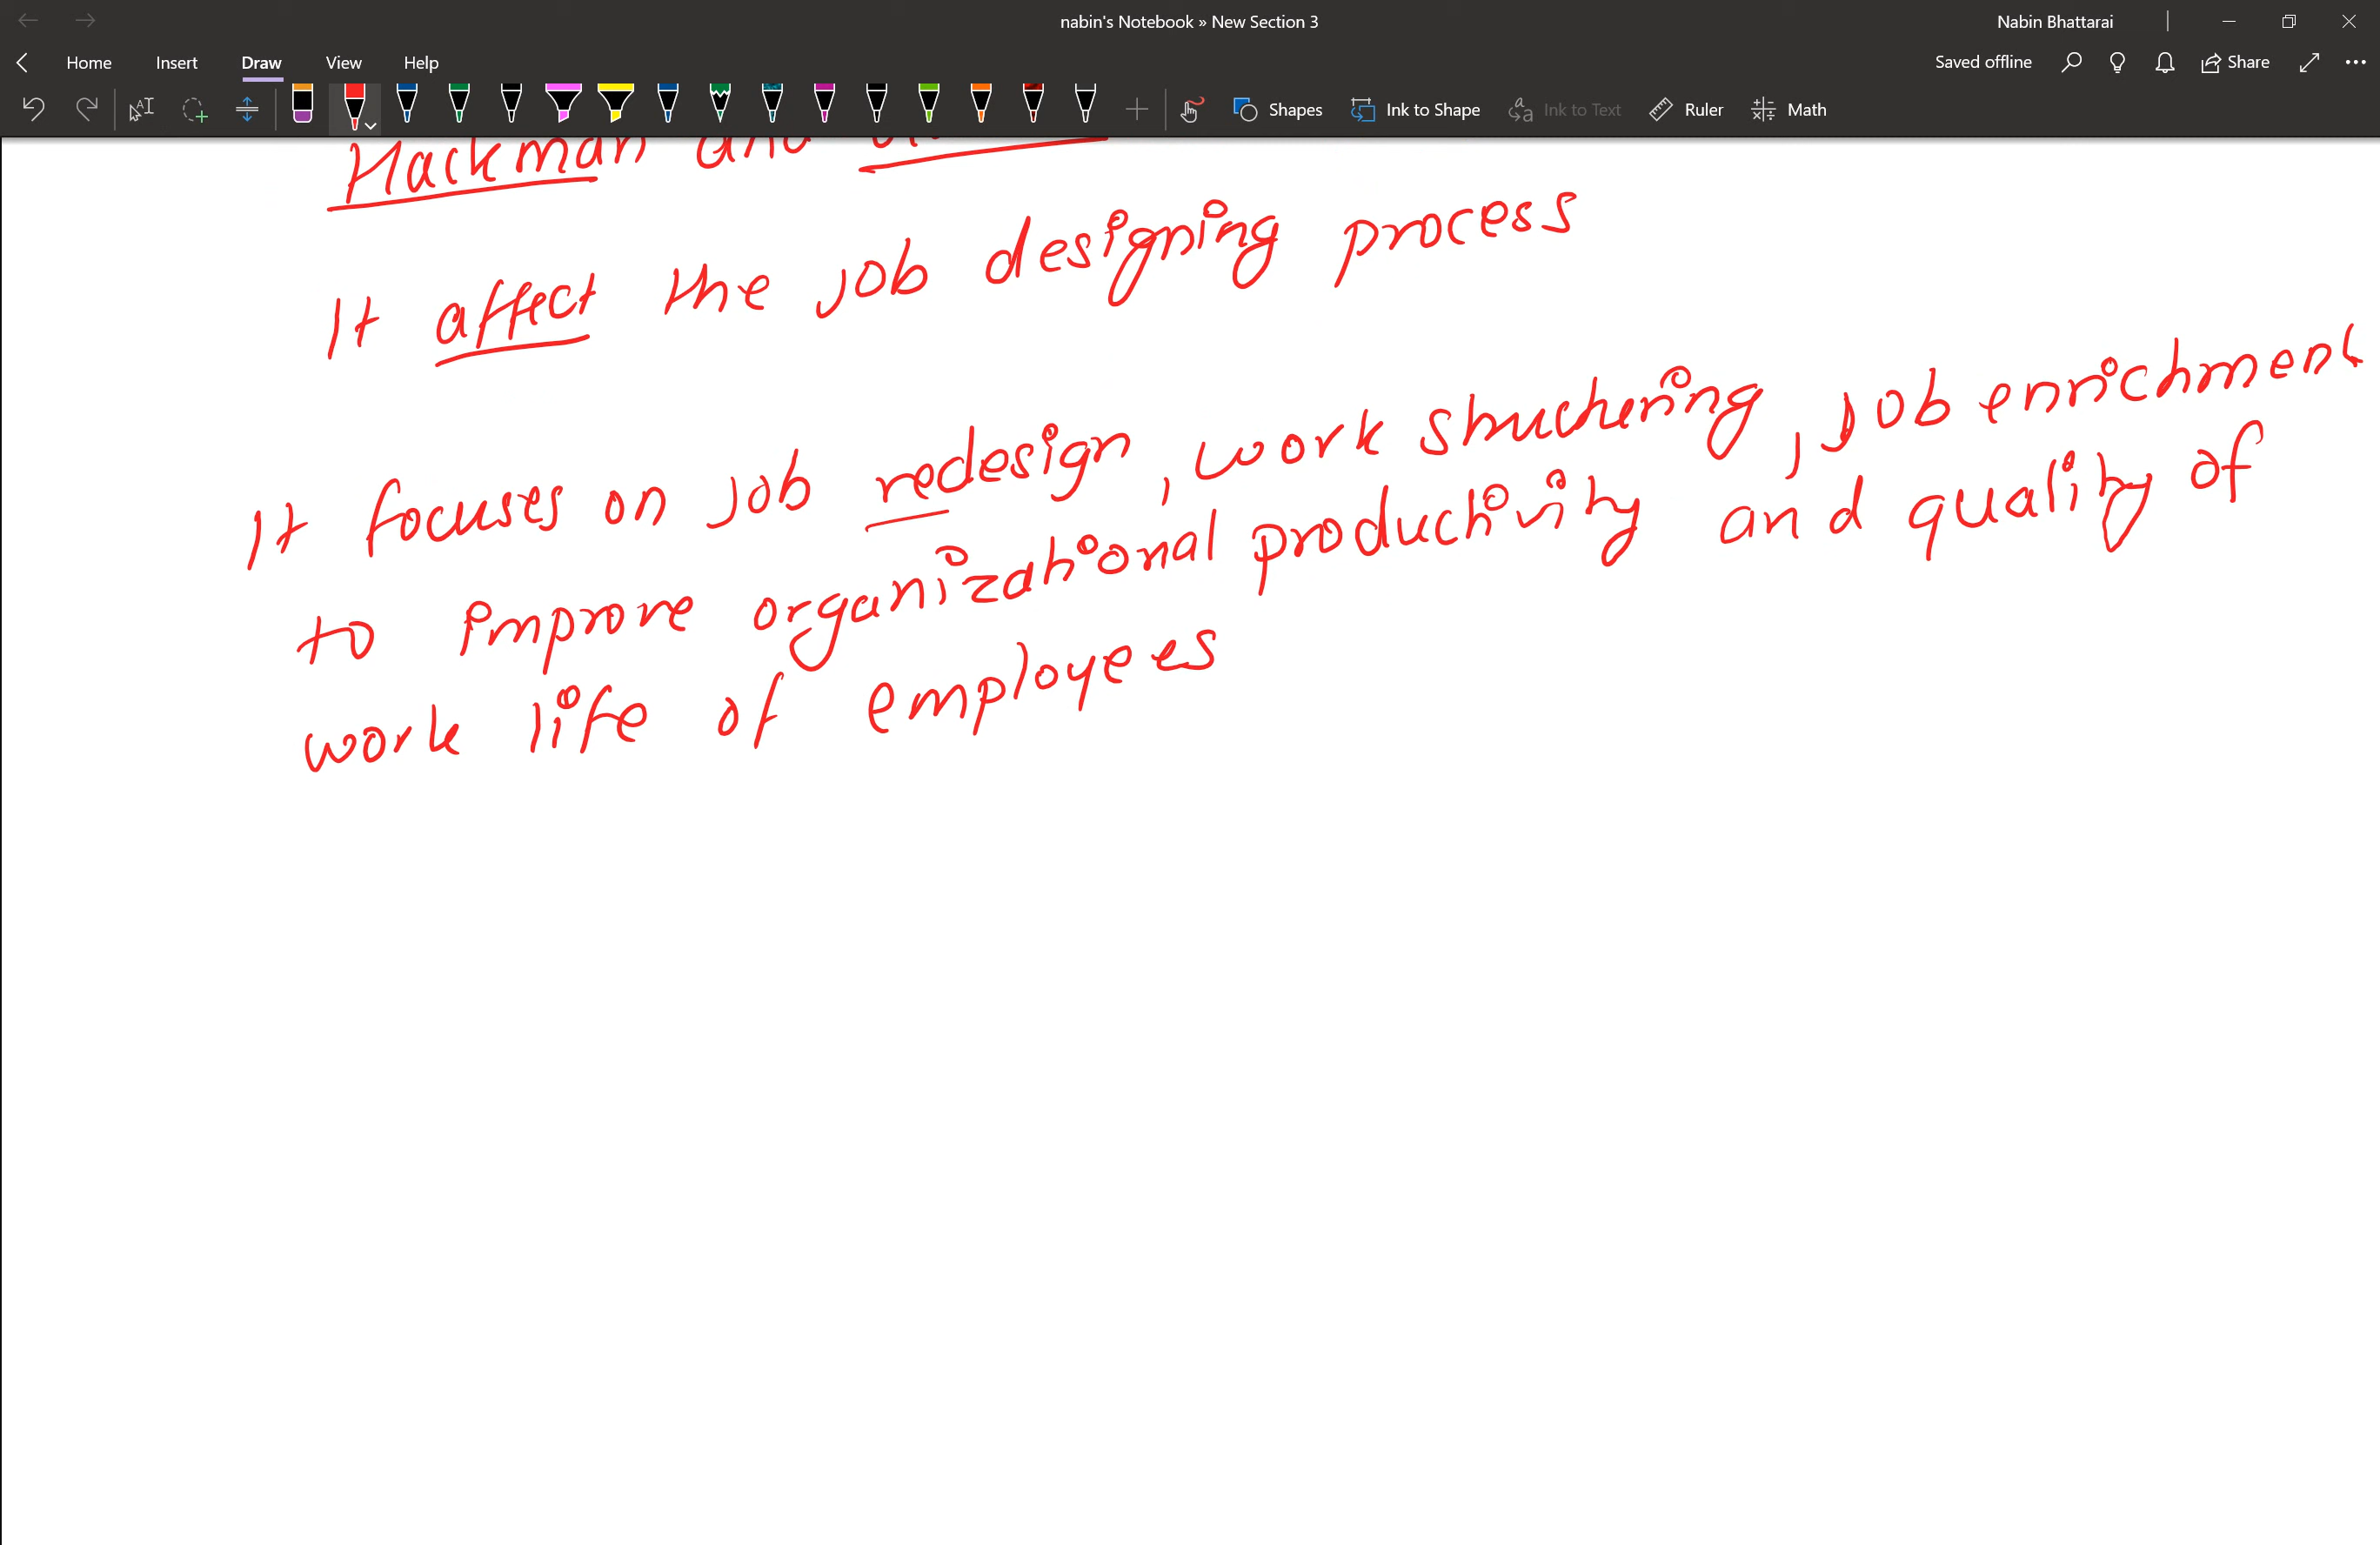 nabin's Notebook » New Section 3
Nabin Bhattarai
Home Insert Draw View Help
Saved offline Share
Shapes Ink to Shape Ink to Text Ruler Math
Hackman and
It affect the job designing process
It focuses on job redesign, work structering, job enrichment
to improve organizational productivity and quality of
work life of employees